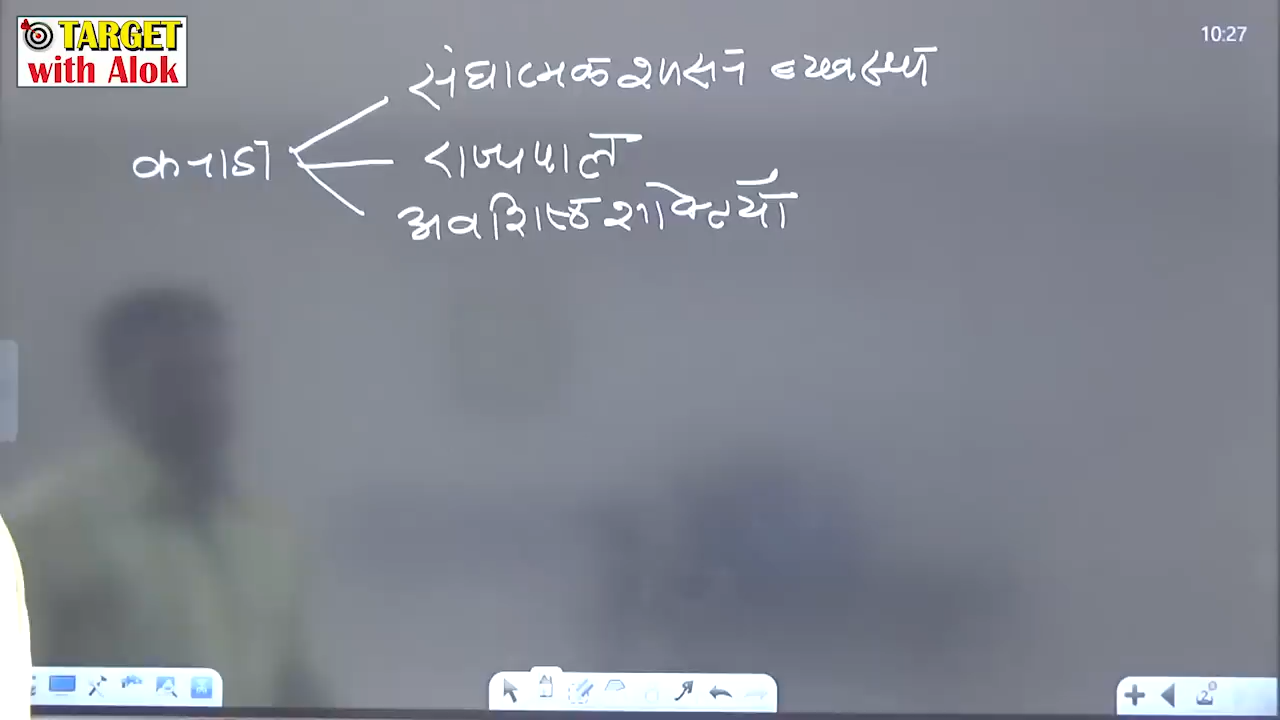 TARGET
with Alok
10:27
संघात्मक शासन व्यवस्था
कनाडा
राज्यपाल
अवशिष्ठ शक्तियाँ